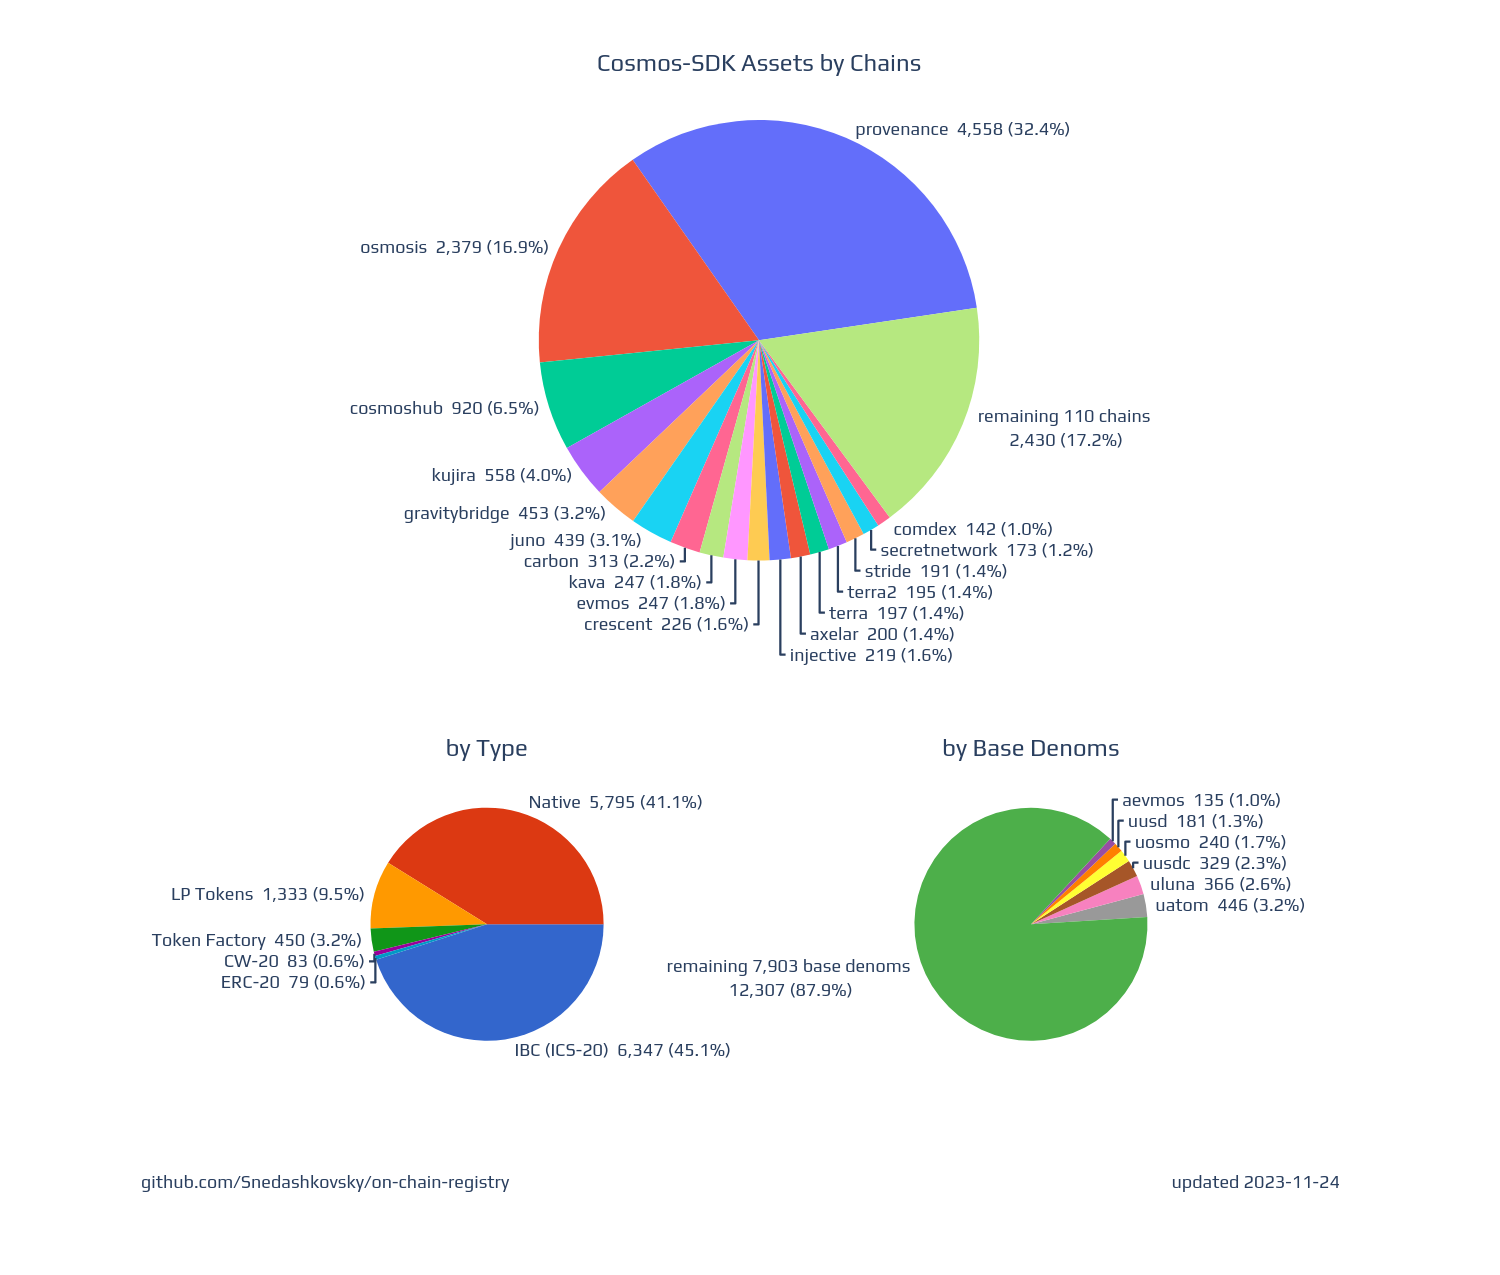 Cosmos-SDK Assets by Chains
provenance 4,558 (32.4%)
osmosis 2,379 (16.9%)
cosmoshub 920 (6.5%)
remaining 110 chains
2,430 (17.2%)
kujira 558 (4.0%)
gravitybridge 453 (3.2%)
juno 439 (3.1%)
carbon 313 (2.2%)
kava 247 (1.8%)
evmos 247 (1.8%)
crescent 226 (1.6%)
comdex 142 (1.0%)
secretnetwork 173 (1.2%)
stride 191 (1.4%)
terra2 195 (1.4%)
terra 197 (1.4%)
axelar 200 (1.4%)
injective 219 (1.6%)
by Type
Native 5,795 (41.1%)
LP Tokens 1,333 (9.5%)
Token Factory 450 (3.2%)
CW-20 83 (0.6%)
ERC-20 79 (0.6%)
IBC (ICS-20) 6,347 (45.1%)
by Base Denoms
aevmos 135 (1.0%)
uusd 181 (1.3%)
uosmo 240 (1.7%)
uusdc 329 (2.3%)
uluna 366 (2.6%)
uatom 446 (3.2%)
remaining 7,903 base denoms
12,307 (87.9%)
github.com/Snedashkovsky/on-chain-registry
updated 2023-11-24